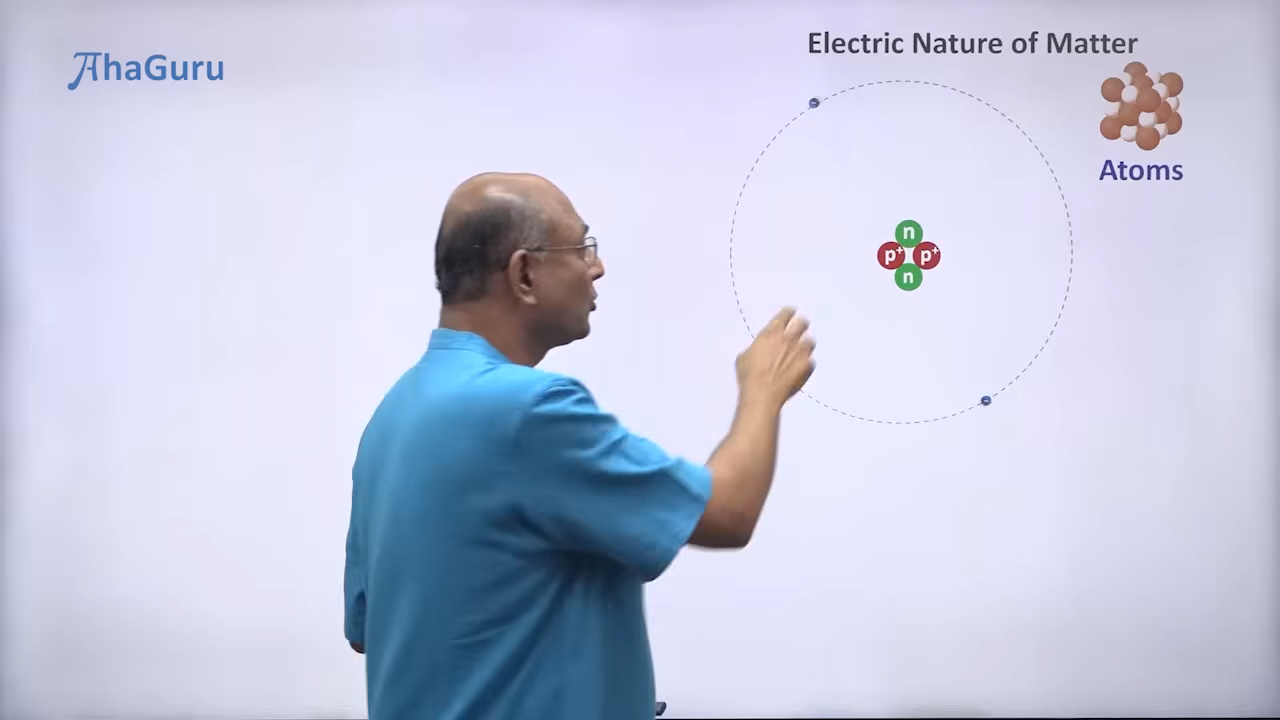 AhaGuru
Electric Nature of Matter
Atoms
n
p⁺ p⁺
n